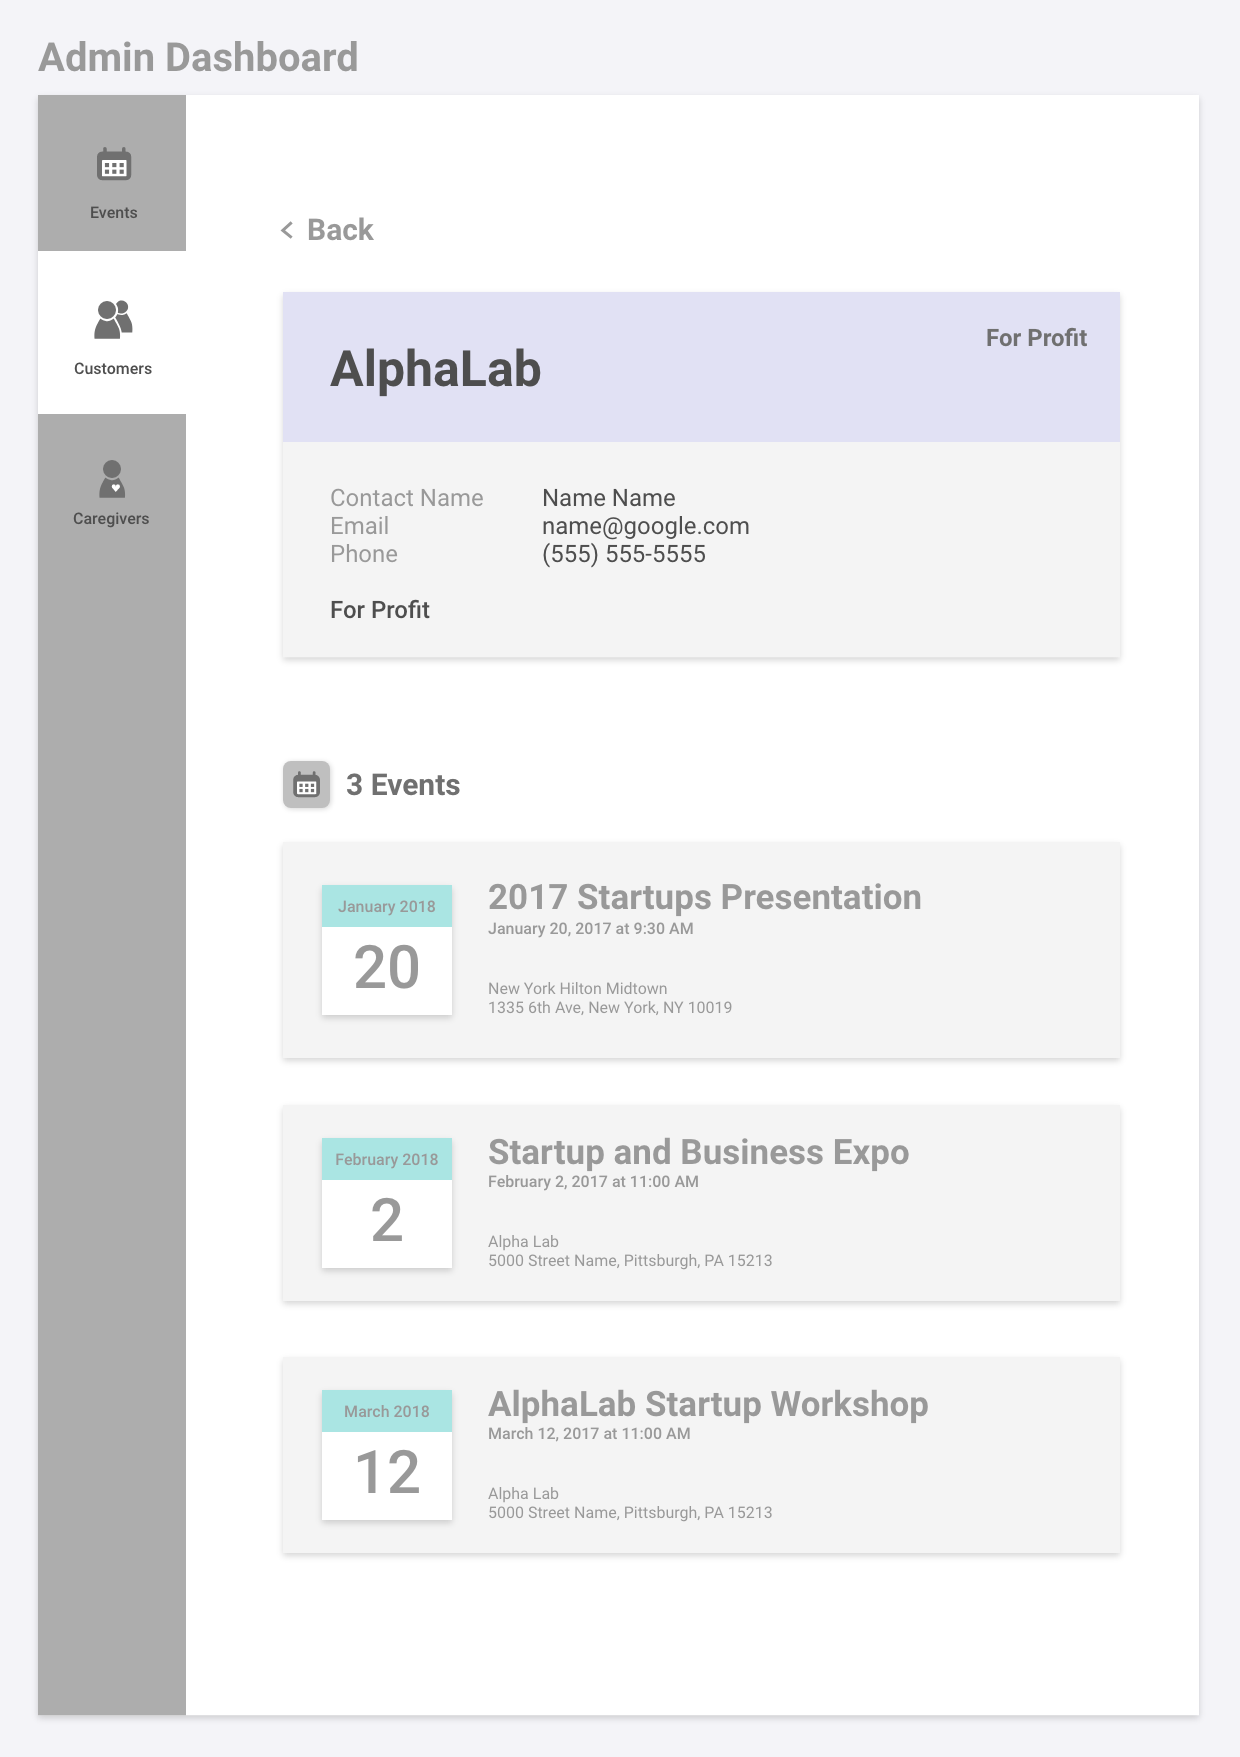 Admin Dashboard
Events
Customers
Caregivers
Back
AlphaLab
For Profit
Contact Name Name Name
Email name@google.com
Phone (555) 555-5555
For Profit
3 Events
January 2018
20
2017 Startups Presentation
January 20, 2017 at 9:30 AM
New York Hilton Midtown
1335 6th Ave, New York, NY 10019
February 2018
2
Startup and Business Expo
February 2, 2017 at 11:00 AM
Alpha Lab
5000 Street Name, Pittsburgh, PA 15213
March 2018
12
AlphaLab Startup Workshop
March 12, 2017 at 11:00 AM
Alpha Lab
5000 Street Name, Pittsburgh, PA 15213